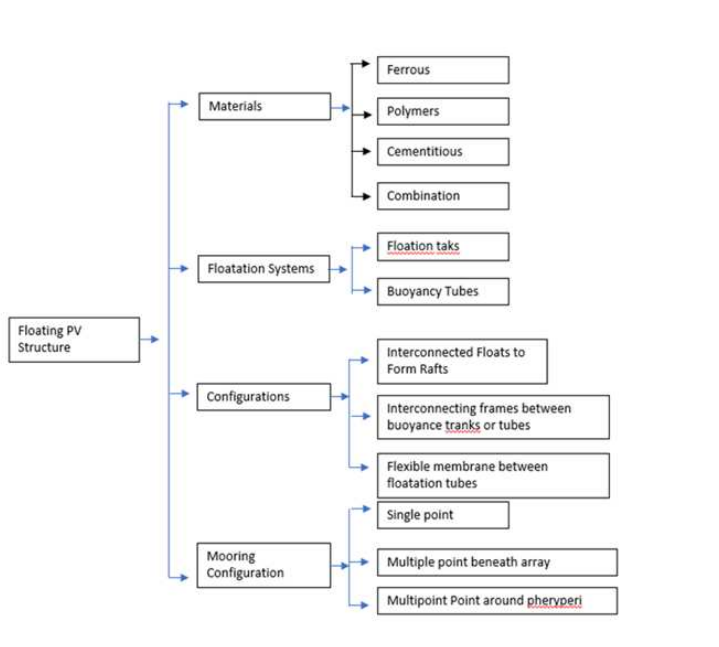 Ferrous
Materials
Polymers
Cementitious
Combination
Floation taks
Floatation Systems
Buoyancy Tubes
Floating PV
Structure
Interconnected Floats to
Form Rafts
Configurations
Interconnecting frames between
buoyance tranks or tubes
Flexible membrane between
floatation tubes
Single point
Mooring
Configuration
Multiple point beneath array
Multipoint Point around pheryperi